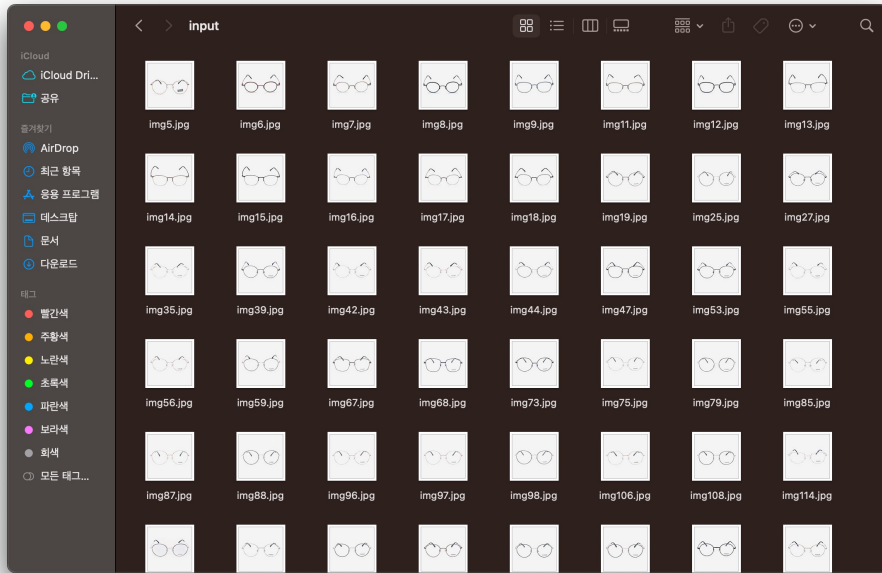 input
iCloud
iCloud Dri...
공유
즐겨찾기
AirDrop
최근 항목
응용 프로그램
데스크탑
문서
다운로드
태그
빨간색
주황색
노란색
초록색
파란색
보라색
회색
모든 태그...
img5.jpg img6.jpg img7.jpg img8.jpg img9.jpg img11.jpg img12.jpg img13.jpg
img14.jpg img15.jpg img16.jpg img17.jpg img18.jpg img19.jpg img25.jpg img27.jpg
img35.jpg img39.jpg img42.jpg img43.jpg img44.jpg img47.jpg img53.jpg img55.jpg
img56.jpg img59.jpg img67.jpg img68.jpg img73.jpg img75.jpg img79.jpg img85.jpg
img87.jpg img88.jpg img96.jpg img97.jpg img98.jpg img106.jpg img108.jpg img114.jpg